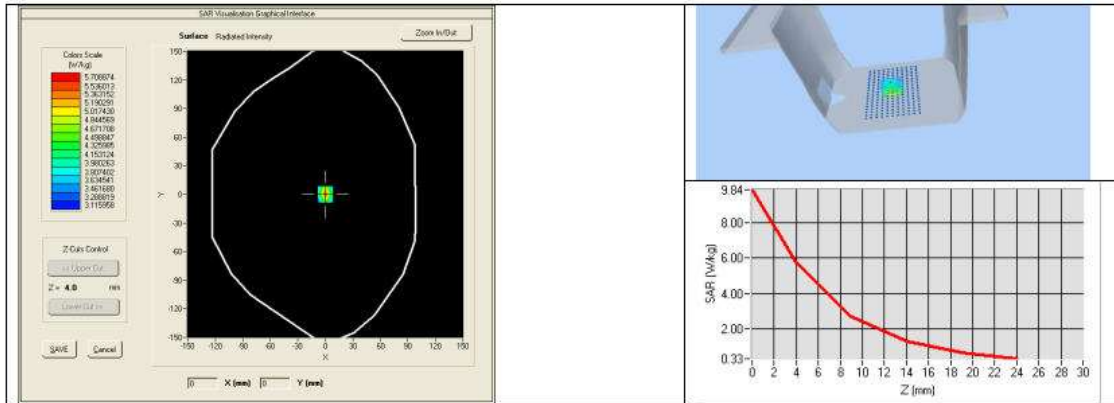 SAR Visualisation Graphical Interface
Surface Radiated Intensity
Zoom In/Out
Colors Scale
(W/kg)
5.708874
5.536013
5.363152
5.190291
5.017430
4.844569
4.671708
4.498847
4.325985
4.153124
3.980263
3.807402
3.634541
3.461680
3.288819
3.115958
Z-Cuts Control
<< Upper Cut
Z = 4.0 mm
Lower Cut >>
SAVE Cancel
150-
120-
90-
60-
30-
0-
-30-
-60-
-90-
-120-
-150-
Y
-150 -120 -90 -60 -30 0 30 60 90 120 150
X
0 X (mm) 0 Y (mm)
9.84-
8.00-
6.00-
4.00-
2.00-
0.33-
SAR (W/kg)
0 2 4 6 8 10 12 14 16 18 20 22 24 26 28 30
Z (mm)